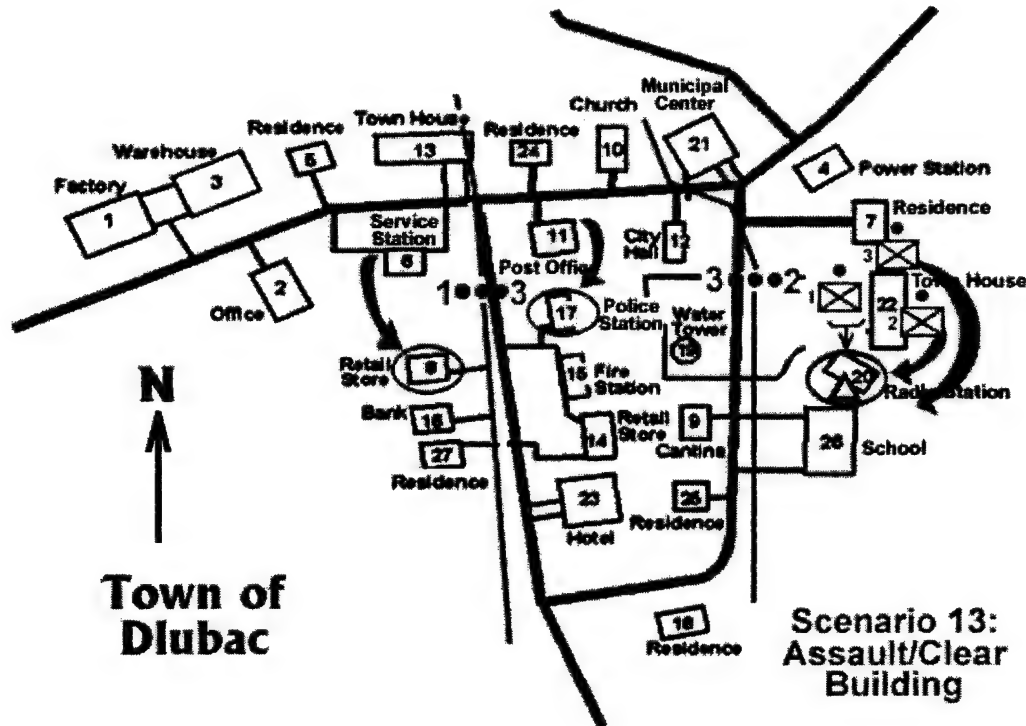 Municipal
Center
Church
Town House
Residence
Residence
Warehouse
Factory
21
10
24
13
5
3
1
4
Power Station
7
Residence
3
Service
Station
6
11
Post Office
City
Hall
12
2
Office
1
3
3
2
1
Town House
22
2
17
Police
Station
Water
Tower
19
Retail
Store
8
15
Fire
Station
20
Radio Station
Bank
16
14
Retail
Store
9
Cantina
26
School
27
Residence
23
Hotel
25
Residence
N
18
Residence
Town of
Dlubac
Scenario 13:
Assault/Clear
Building